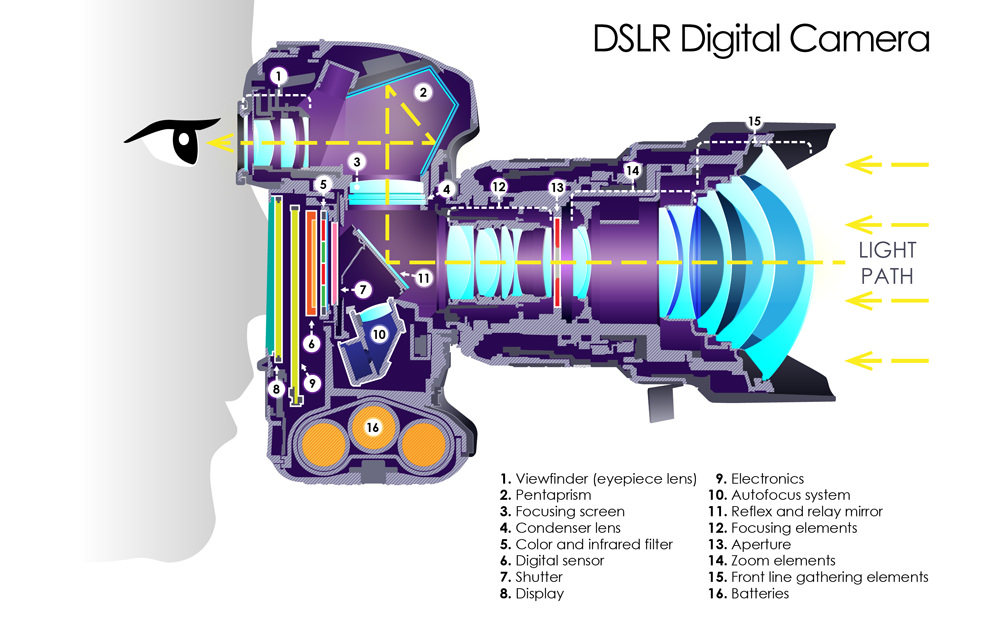 DSLR Digital Camera
1
2
15
3
14
5
4
12
13
LIGHT
PATH
11
7
10
6
9
8
16
1. Viewfinder (eyepiece lens)
2. Pentaprism
3. Focusing screen
4. Condenser lens
5. Color and infrared filter
6. Digital sensor
7. Shutter
8. Display
9. Electronics
10. Autofocus system
11. Reflex and relay mirror
12. Focusing elements
13. Aperture
14. Zoom elements
15. Front line gathering elements
16. Batteries